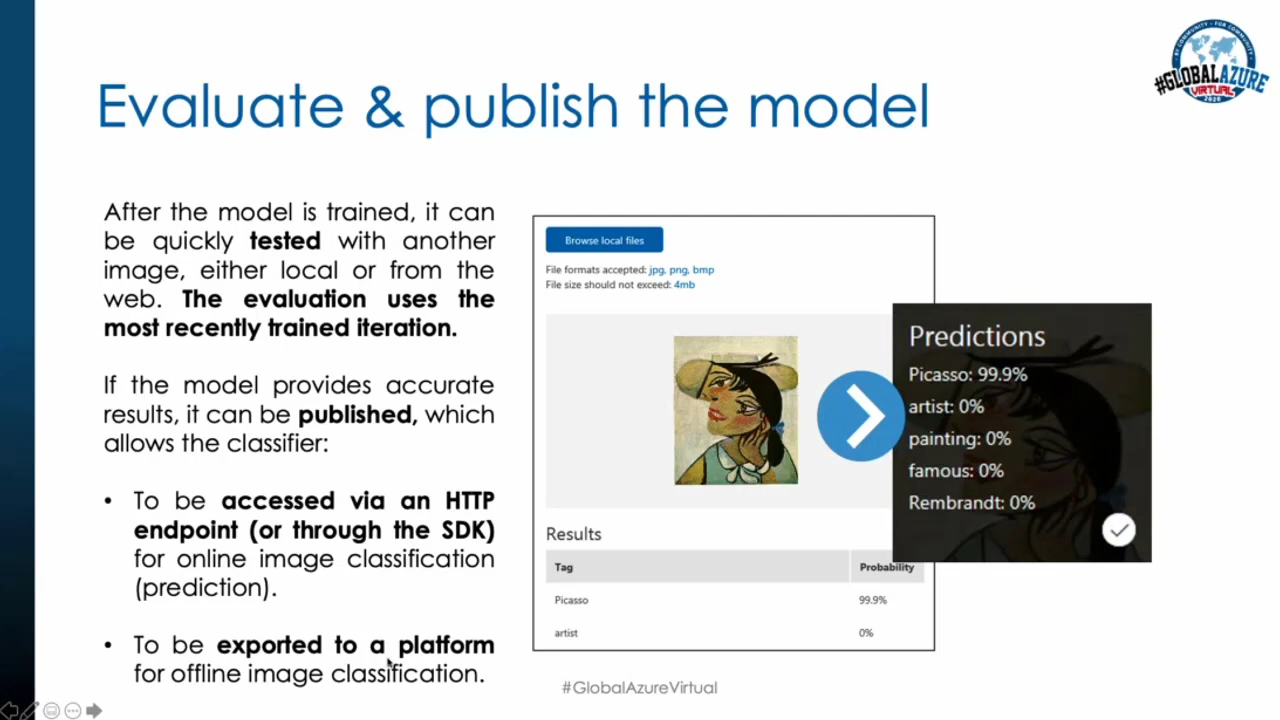 BY COMMUNITY - FOR COMMUNITY
#GLOBALAZURE
VIRTUAL
2020
Evaluate & publish the model
After the model is trained, it can
be quickly tested with another
image, either local or from the
web. The evaluation uses the
most recently trained iteration.
If the model provides accurate
results, it can be published, which
allows the classifier:
• To be accessed via an HTTP
endpoint (or through the SDK)
for online image classification
(prediction).
• To be exported to a platform
for offline image classification.
Browse local files
File formats accepted: jpg, png, bmp
File size should not exceed: 4mb
Results
Tag Probability
Picasso 99.9%
artist 0%
Predictions
Picasso: 99.9%
artist: 0%
painting: 0%
famous: 0%
Rembrandt: 0%
#GlobalAzureVirtual